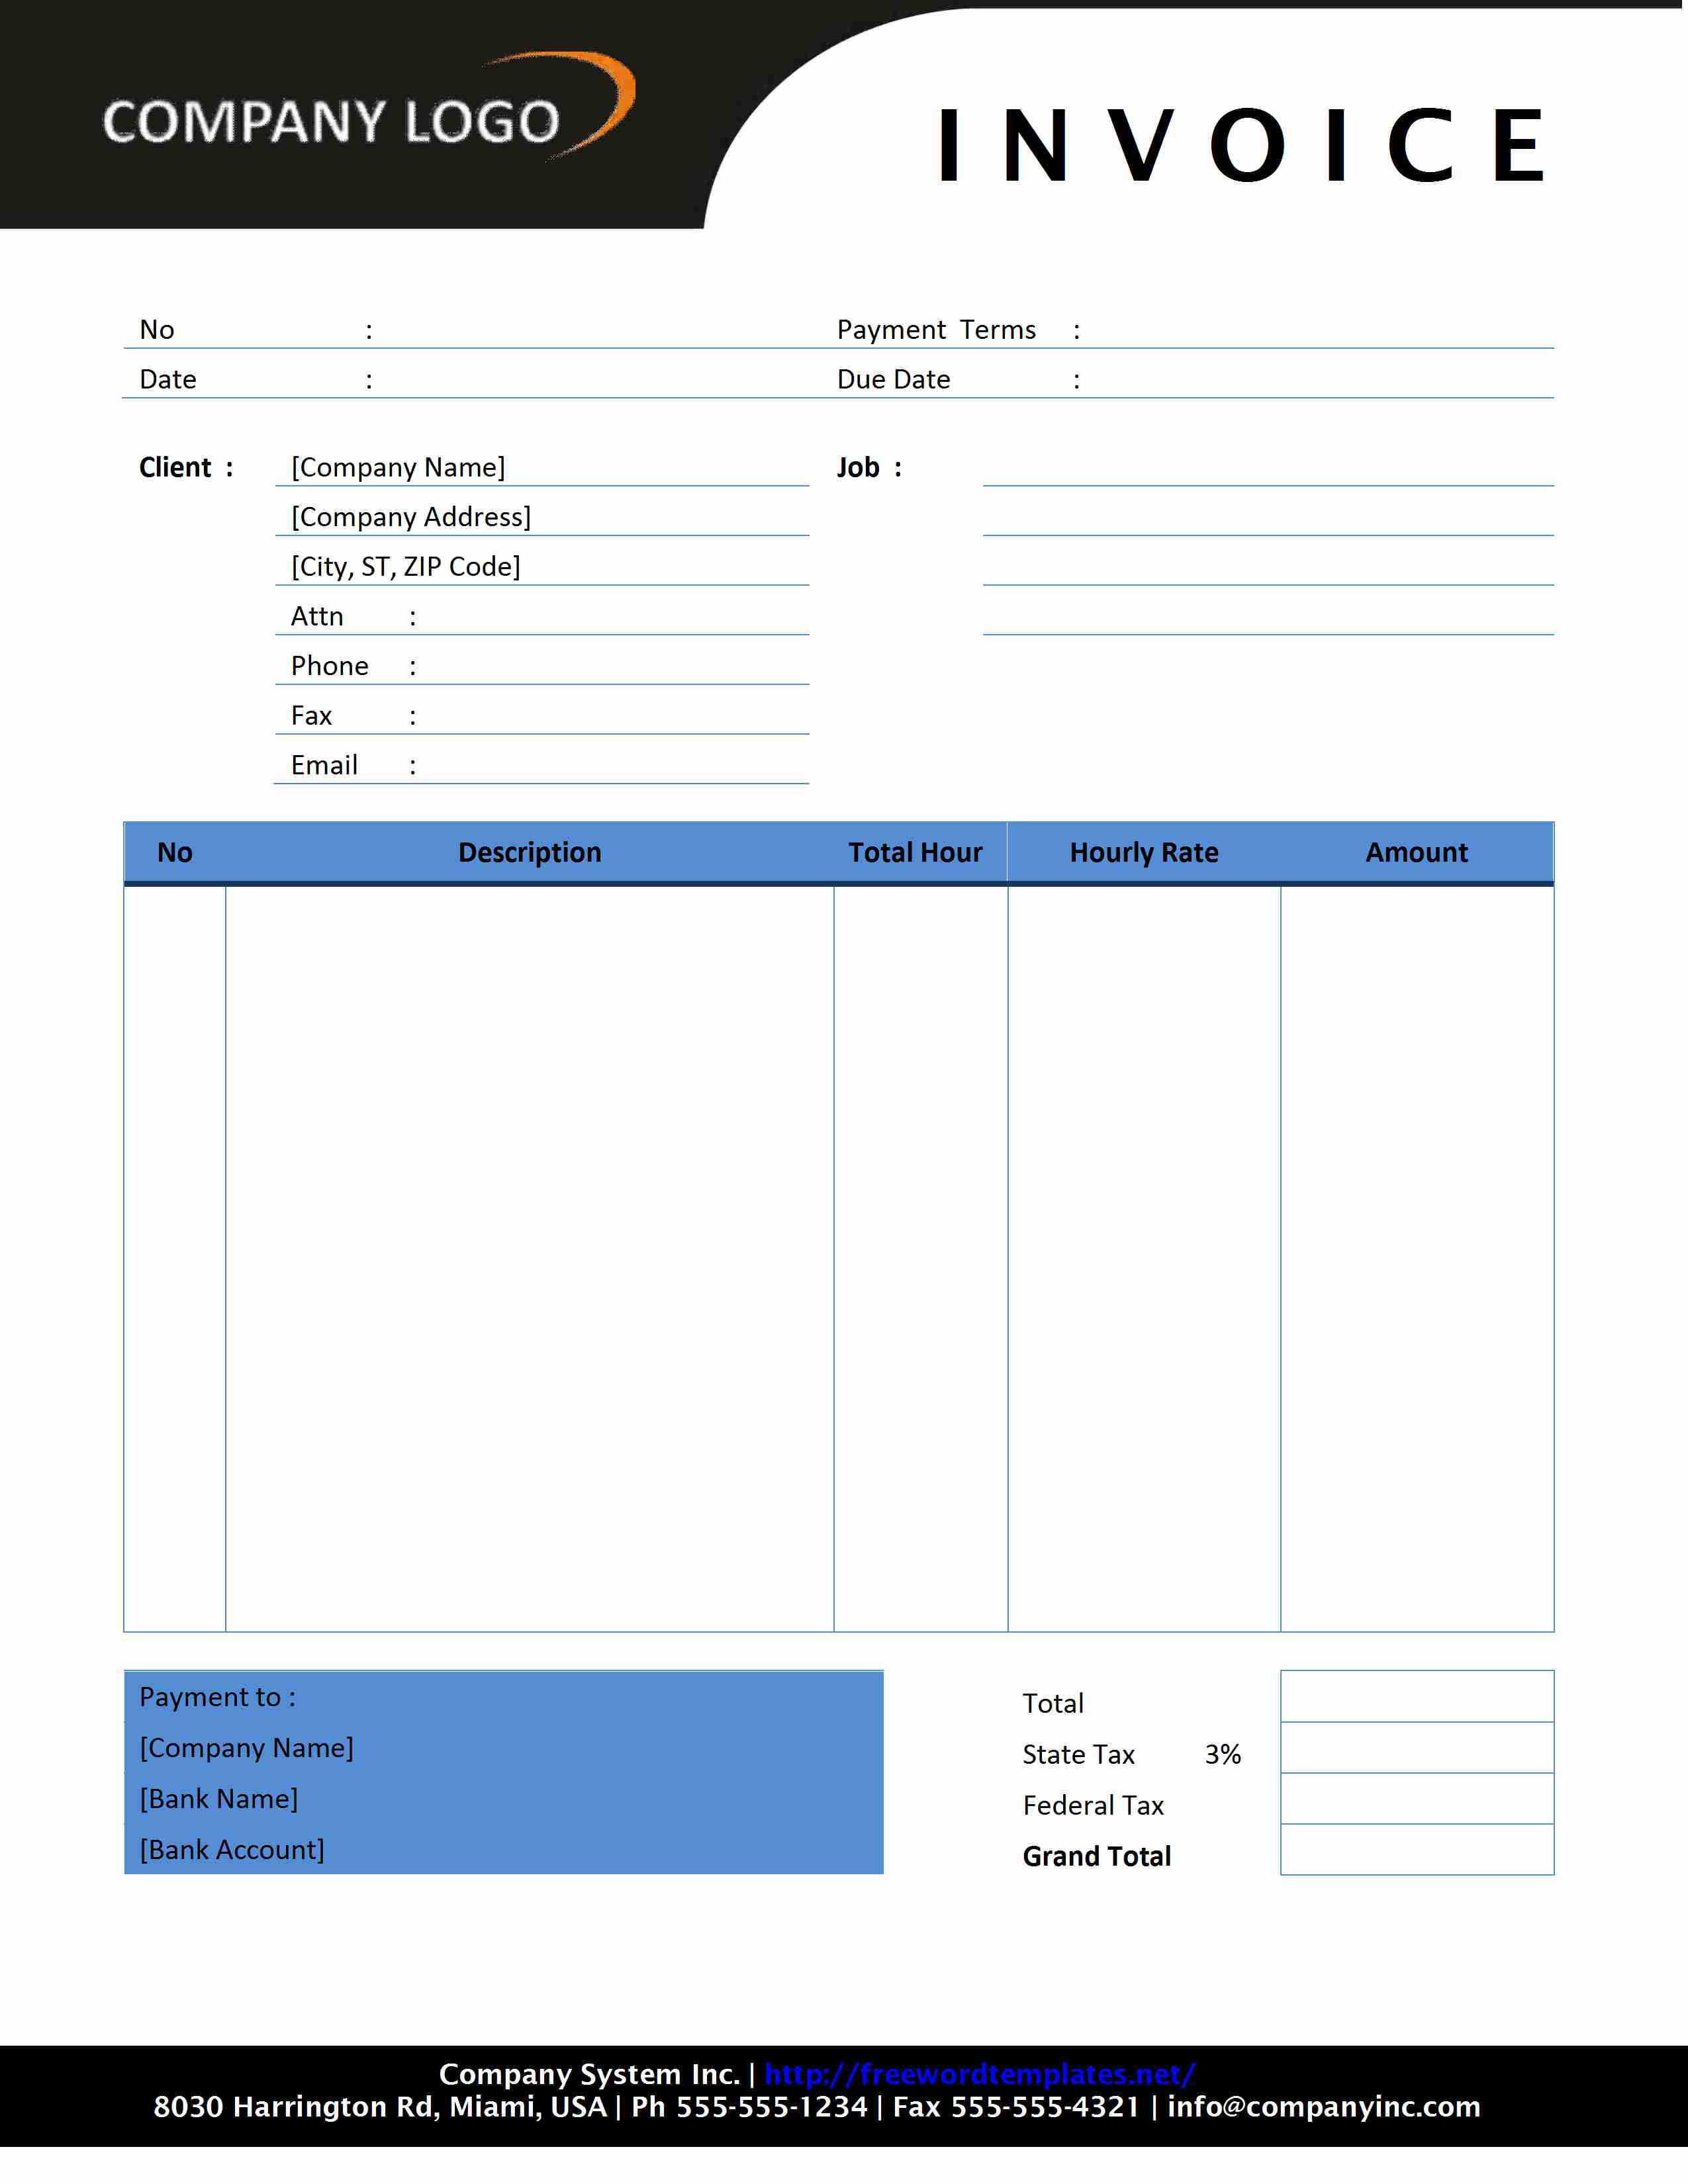 COMPANY LOGO
I N V O I C E
No : Payment Terms :
Date : Due Date :
Client : [Company Name] Job :
[Company Address]
[City, ST, ZIP Code]
Attn :
Phone :
Fax :
Email :
No Description Total Hour Hourly Rate Amount
Payment to :
[Company Name]
[Bank Name]
[Bank Account]
Total
State Tax 3%
Federal Tax
Grand Total
Company System Inc. | http://freewordtemplates.net/
8030 Harrington Rd, Miami, USA | Ph 555-555-1234 | Fax 555-555-4321 | info@companyinc.com